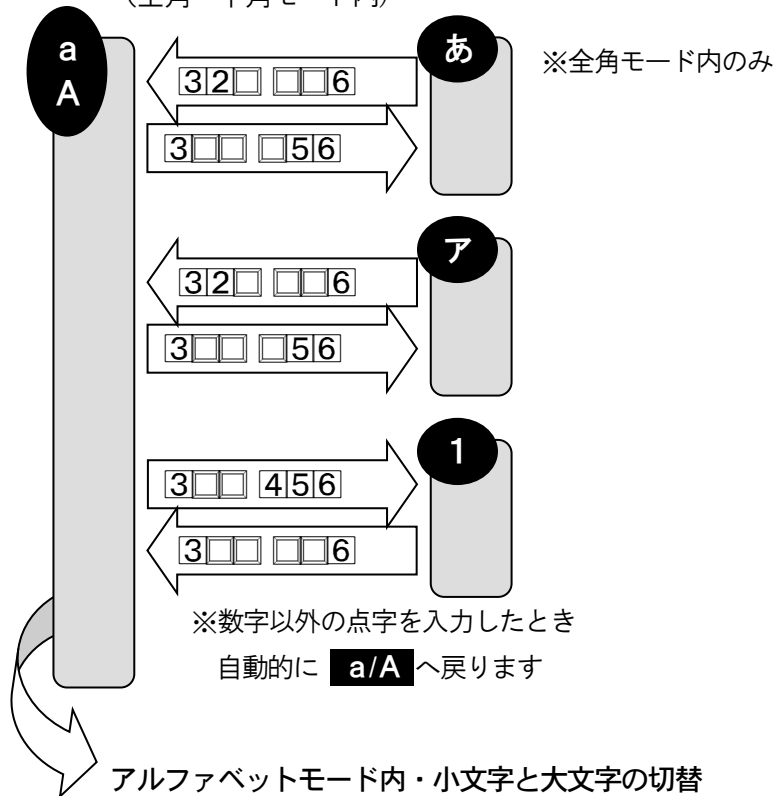 a
A
あ
※全角モード内のみ
32□ □□6
3□□ □56
ア
32□ □□6
3□□ □56
1
3□□ 456
3□□ □□6
※数字以外の点字を入力したとき
自動的に a/A へ戻ります
アルファベットモード内・小文字と大文字の切替